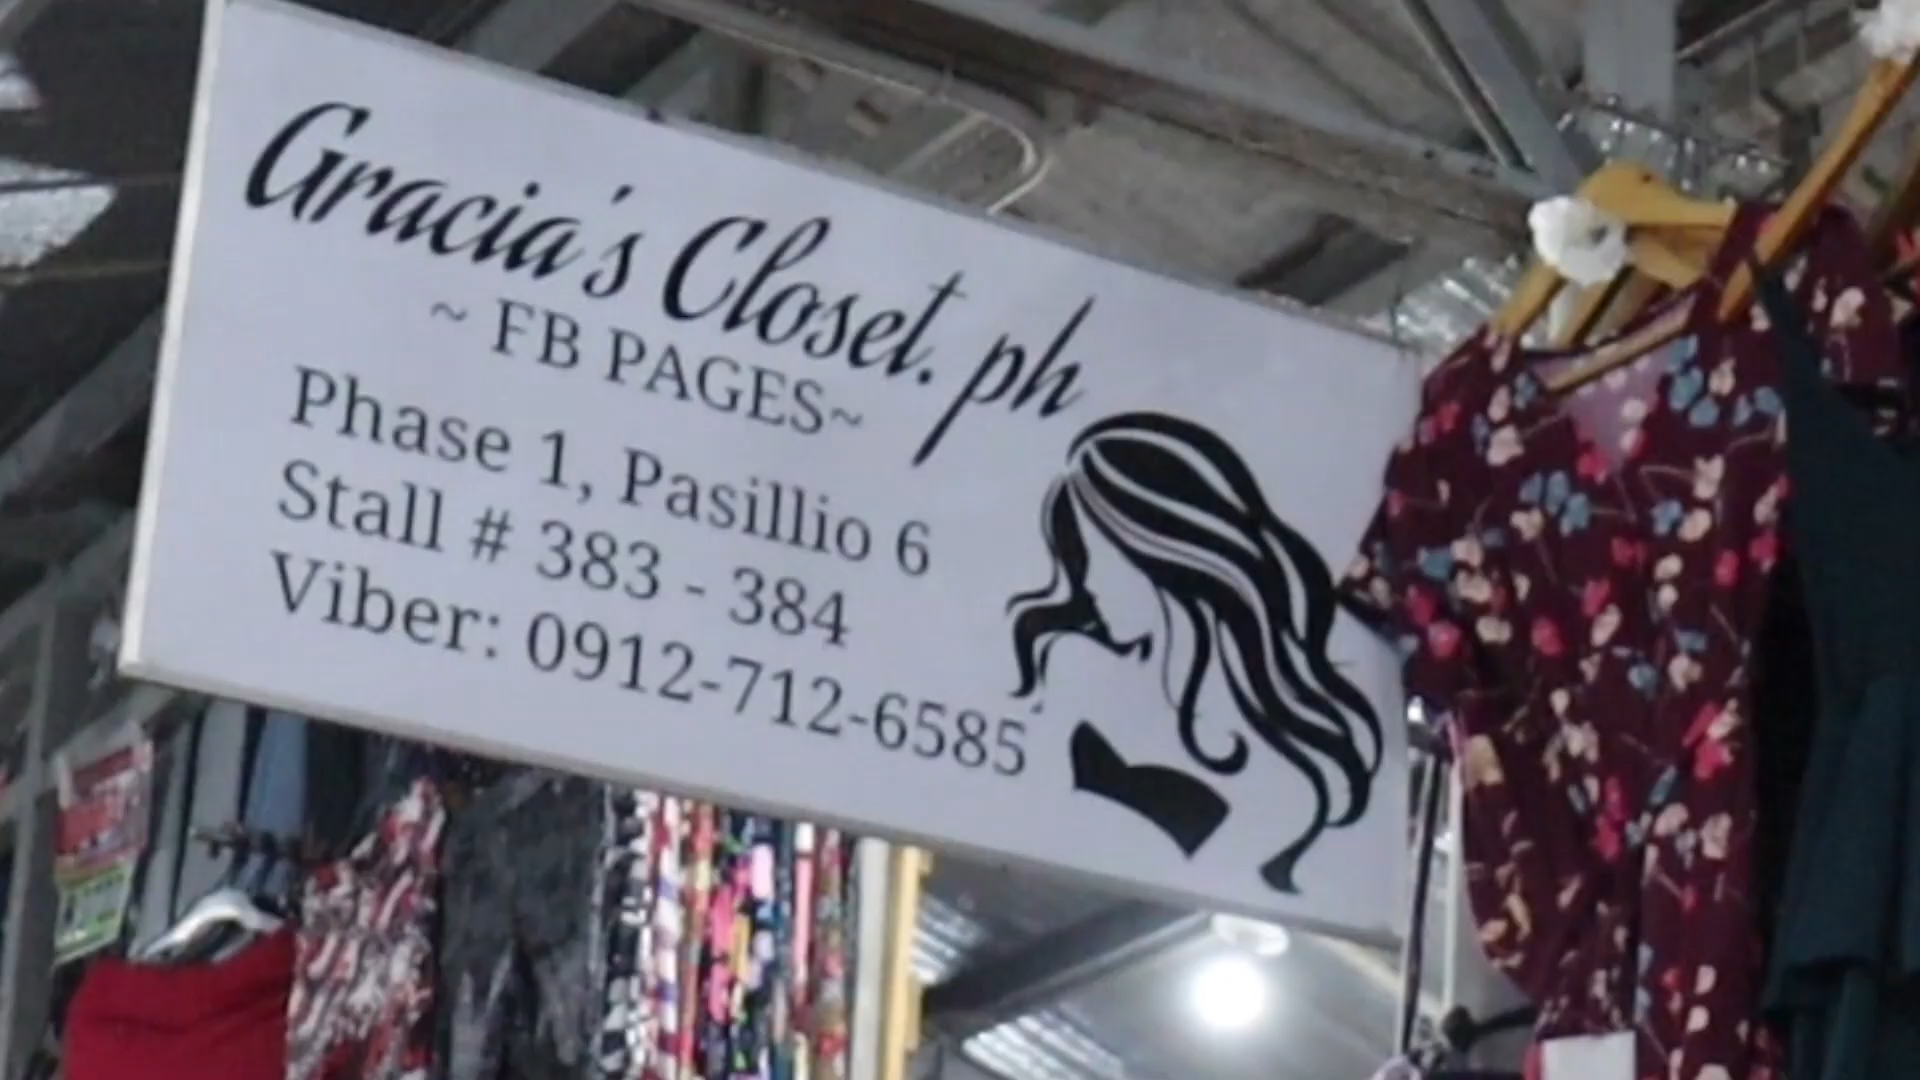 Gracia's Closet. ph
~ FB PAGES~
Phase 1, Pasillio 6
Stall # 383 - 384
Viber: 0912-712-6585